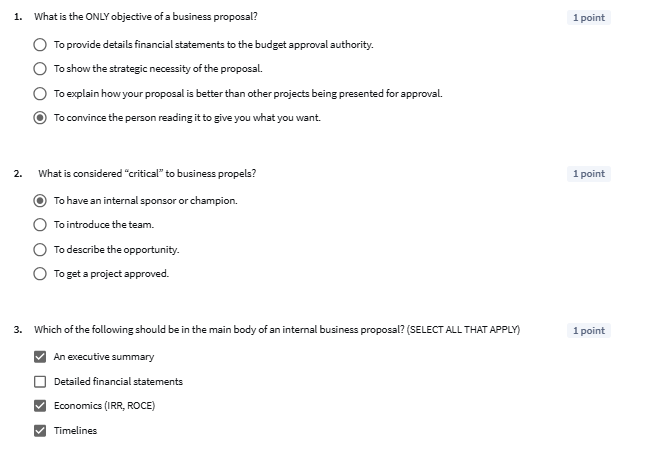 1. What is the ONLY objective of a business proposal? 1 point
To provide details financial statements to the budget approval authority.
To show the strategic necessity of the proposal.
To explain how your proposal is better than other projects being presented for approval.
To convince the person reading it to give you what you want.
2. What is considered “critical” to business propels? 1 point
To have an internal sponsor or champion.
To introduce the team.
To describe the opportunity.
To get a project approved.
3. Which of the following should be in the main body of an internal business proposal? (SELECT ALL THAT APPLY) 1 point
An executive summary
Detailed financial statements
Economics (IRR, ROCE)
Timelines